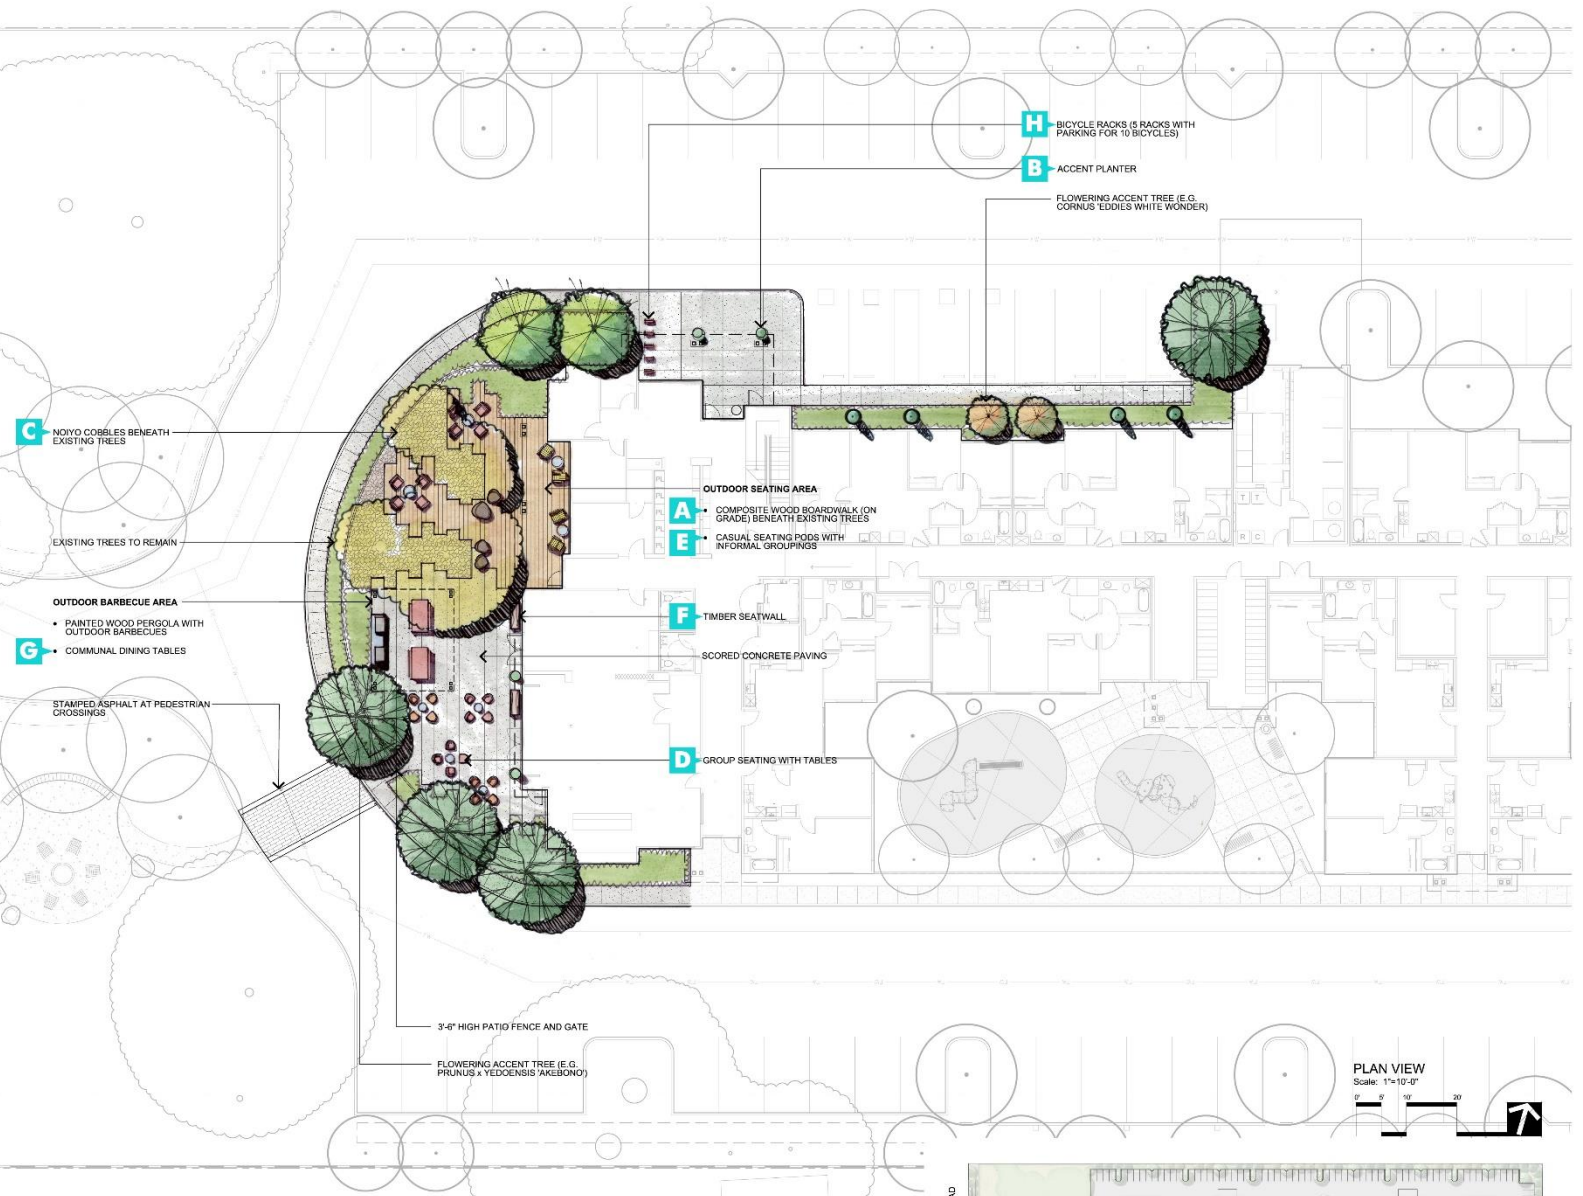 H BICYCLE RACKS (5 RACKS WITH
PARKING FOR 10 BICYCLES)
B ACCENT PLANTER
FLOWERING ACCENT TREE (E.G.
CORNUS 'EDDIES WHITE WONDER)
C NOIYO COBBLES BENEATH
EXISTING TREES
OUTDOOR SEATING AREA
A • COMPOSITE WOOD BOARDWALK (ON
GRADE) BENEATH EXISTING TREES
E • CASUAL SEATING PODS WITH
INFORMAL GROUPINGS
EXISTING TREES TO REMAIN
OUTDOOR BARBECUE AREA
• PAINTED WOOD PERGOLA WITH
OUTDOOR BARBECUES
G • COMMUNAL DINING TABLES
F TIMBER SEATWALL
SCORED CONCRETE PAVING
STAMPED ASPHALT AT PEDESTRIAN
CROSSINGS
D GROUP SEATING WITH TABLES
3'-6" HIGH PATIO FENCE AND GATE
FLOWERING ACCENT TREE (E.G.
PRUNUS x YEDOENSIS 'AKEBONO')
PLAN VIEW
Scale: 1"=10'-0"
0' 5' 10' 20'